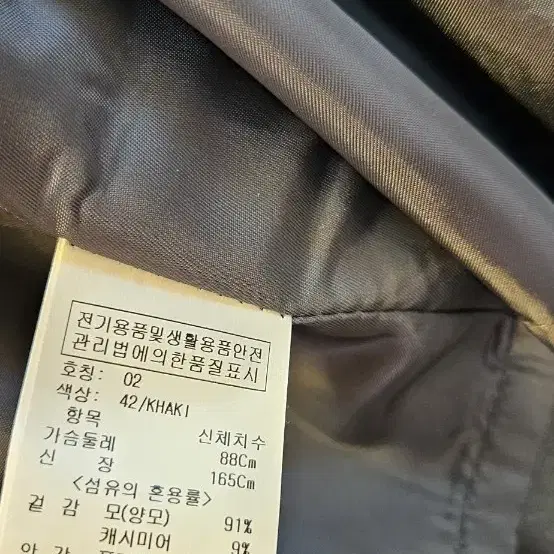 전기용품및생활용품안전
관리법에의한품질표시
호칭: 02
색상: 42/KHAKI
항목 신체치수
가슴둘레 88Cm
신 장 165Cm
<섬유의 혼용률>
겉 감 모(양모) 91%
캐시미어 9%